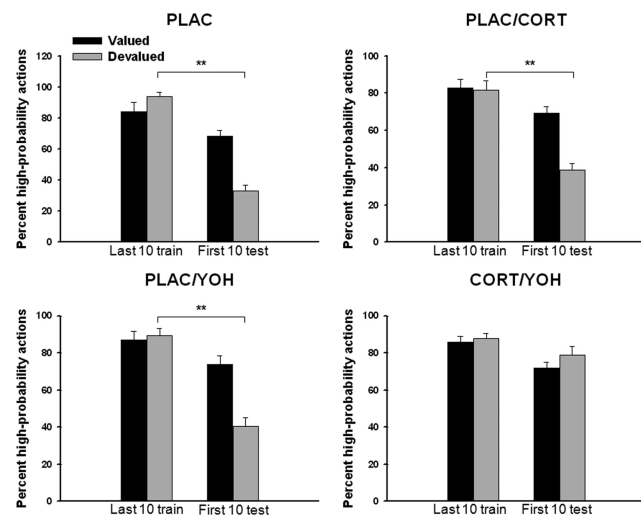 PLAC
Percent high-probability actions
140
120
100
80
60
40
20
0
Valued
Devalued
**
Last 10 train First 10 test
PLAC/CORT
Percent high-probability actions
100
80
60
40
20
0
**
Last 10 train First 10 test
PLAC/YOH
Percent high-probability actions
100
80
60
40
20
0
**
Last 10 train First 10 test
CORT/YOH
Percent high-probability actions
100
80
60
40
20
0
Last 10 train First 10 test